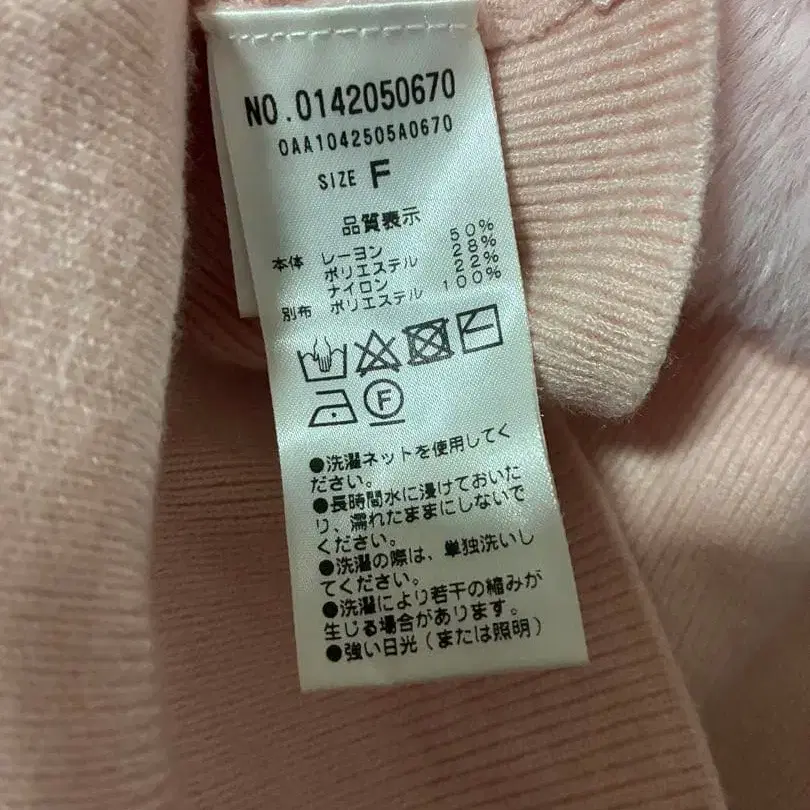 NO.0142050670
0AA1042505A0670
SIZE F
品質表示
本体 レーヨン 50%
ポリエステル 28%
ナイロン 22%
別布 ポリエステル 100%
F
●洗濯ネットを使用してく
ださい。
●長時間水に浸けておいた
り、濡れたままにしないで
ください。
●洗濯の際は、単独洗いし
てください。
●洗濯により若干の縮みが
生じる場合があります。
●強い日光(または照明)